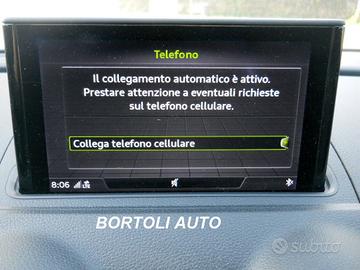 Telefono
Il collegamento automatico è attivo.
Prestare attenzione a eventuali richieste
sul telefono cellulare.
Collega telefono cellulare
8:06
BORTOLI AUTO
subito